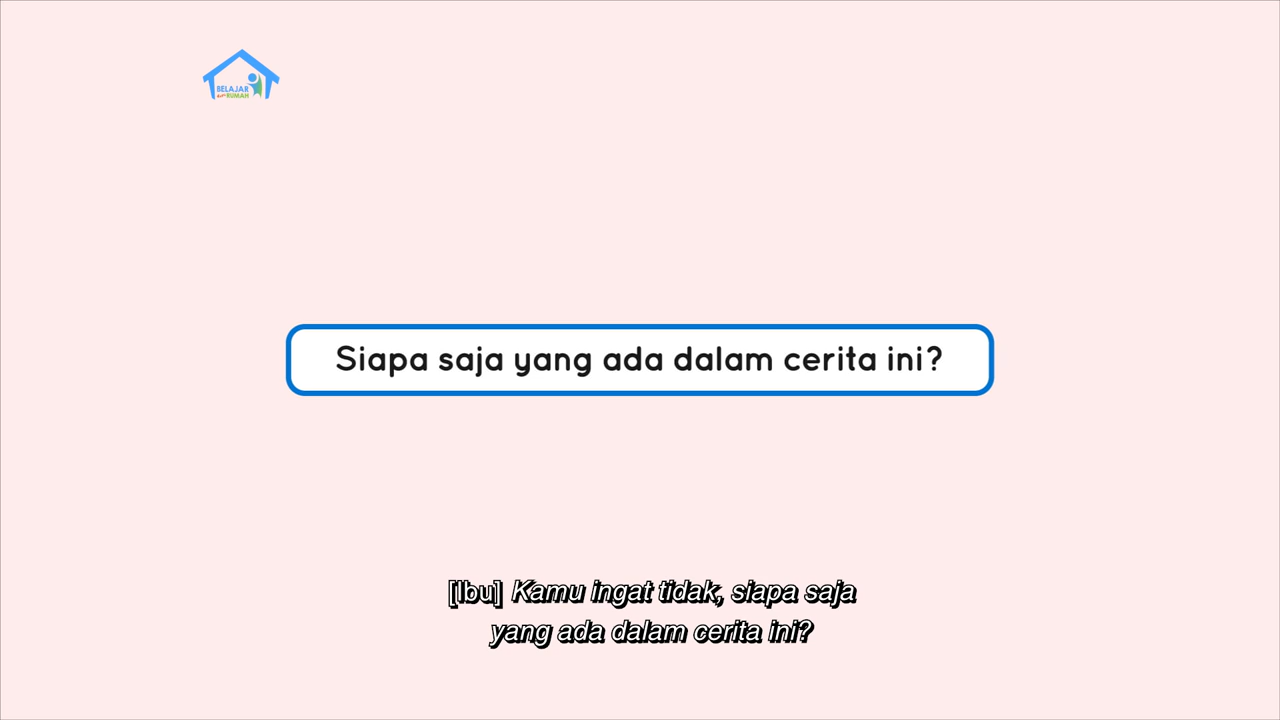 BELAJAR
dari RUMAH
Siapa saja yang ada dalam cerita ini?
[Ibu] Kamu ingat tidak, siapa saja
yang ada dalam cerita ini?